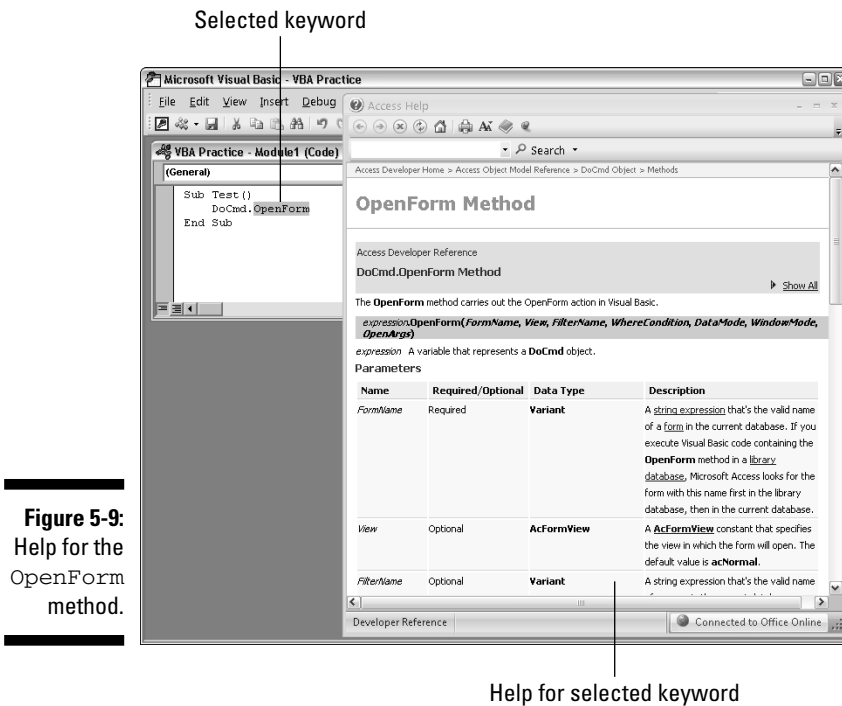 Selected keyword
Microsoft Visual Basic - VBA Practice
File Edit View Insert Debug
VBA Practice - Module1 (Code)
(General)
Sub Test()
DoCmd.OpenForm
End Sub
Access Help
Search
Access Developer Home > Access Object Model Reference > DoCmd Object > Methods
OpenForm Method
Access Developer Reference
DoCmd.OpenForm Method
Show All
The OpenForm method carries out the OpenForm action in Visual Basic.
expression.OpenForm(FormName, View, FilterName, WhereCondition, DataMode, WindowMode,
OpenArgs)
expression A variable that represents a DoCmd object.
Parameters
Name Required/Optional Data Type Description
FormName Required Variant A string expression that's the valid name
of a form in the current database. If you
execute Visual Basic code containing the
OpenForm method in a library
database, Microsoft Access looks for the
form with this name first in the library
database, then in the current database.
View Optional AcFormView A AcFormView constant that specifies
the view in which the form will open. The
default value is acNormal.
FilterName Optional Variant A string expression that's the valid name
Developer Reference
Connected to Office Online
Figure 5-9:
Help for the
OpenForm
method.
Help for selected keyword